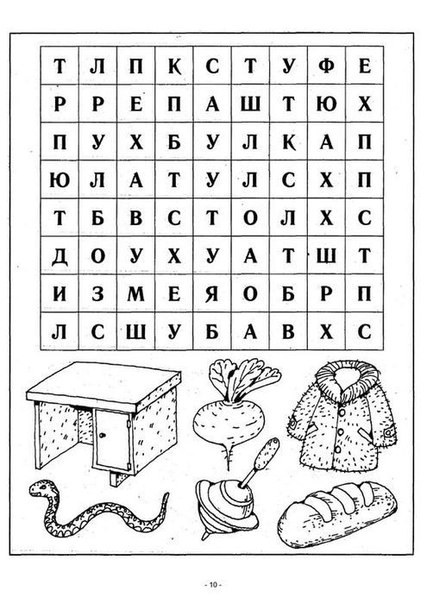 Т Л П К С Т У Ф Е
Р Р Е П А Ш Т Ю Х
П У Х Б У Л К А П
Ю Л А Т У Л С Х П
Т Б В С Т О Л Х С
Д О У Х У А Т Ш Т
И З М Е Я О Б Р П
Л С Ш У Б А В Х С
- 10 -